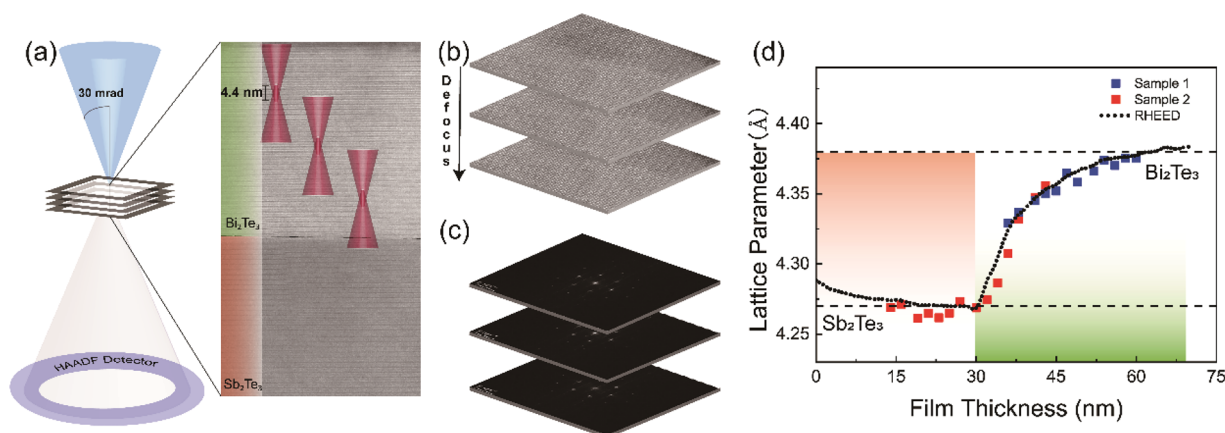 (a)
30 mrad
HAADF Detector
4.4 nm
Bi₂Te₃
Sb₂Te₃
(b)
Defocus
(c)
(d)
Lattice Parameter(Å)
4.40
4.35
4.30
4.25
Sample 1
Sample 2
RHEED
Bi₂Te₃
Sb₂Te₃
0 15 30 45 60 75
Film Thickness (nm)